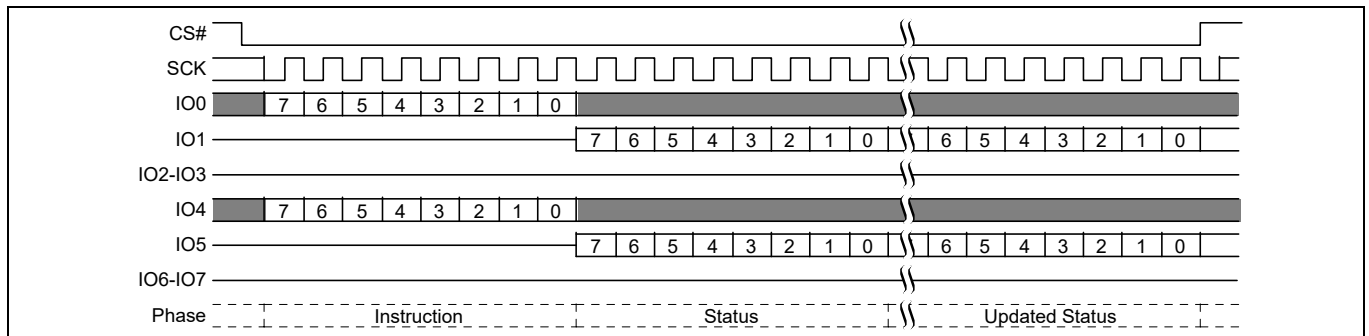 CS#
SCK
IO0 7 6 5 4 3 2 1 0
IO1 7 6 5 4 3 2 1 0 6 5 4 3 2 1 0
IO2-IO3
IO4 7 6 5 4 3 2 1 0
IO5 7 6 5 4 3 2 1 0 6 5 4 3 2 1 0
IO6-IO7
Phase Instruction Status Updated Status